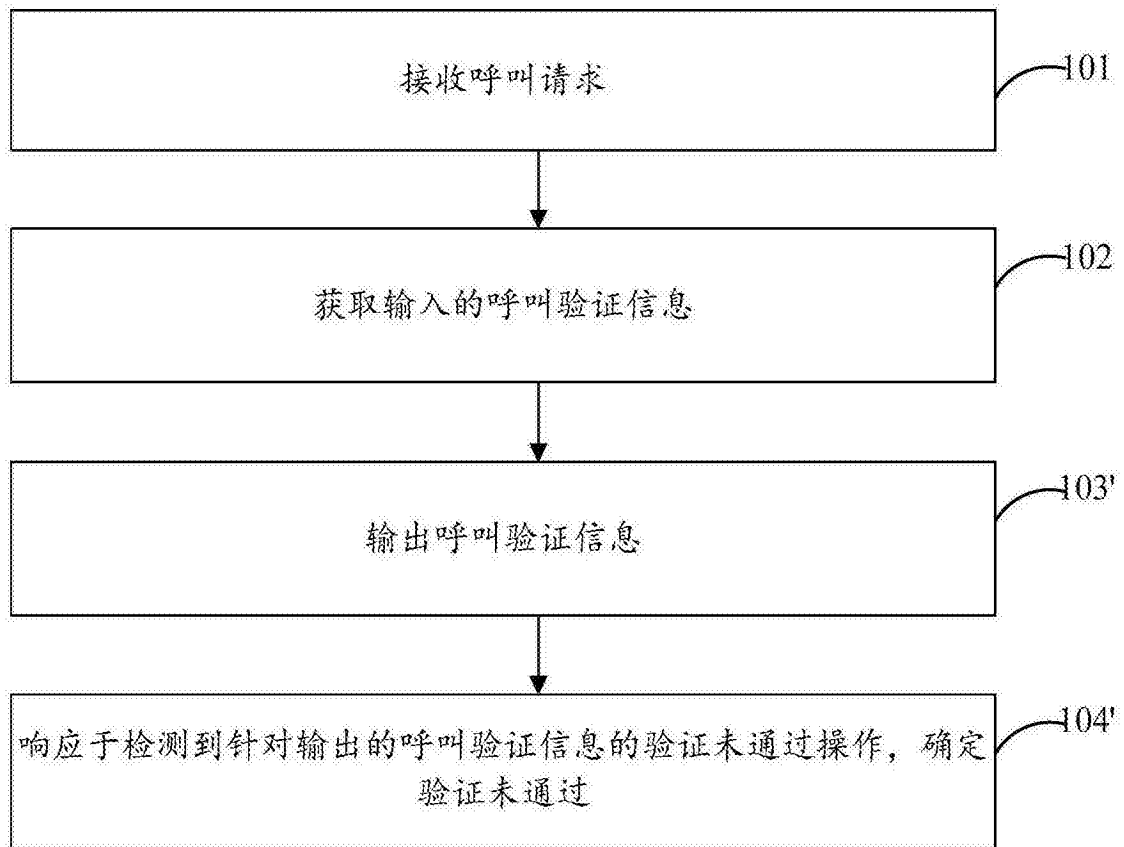 接收呼叫请求
101
获取输入的呼叫验证信息
102
输出呼叫验证信息
103'
响应于检测到针对输出的呼叫验证信息的验证未通过操作，确定
验证未通过
104'